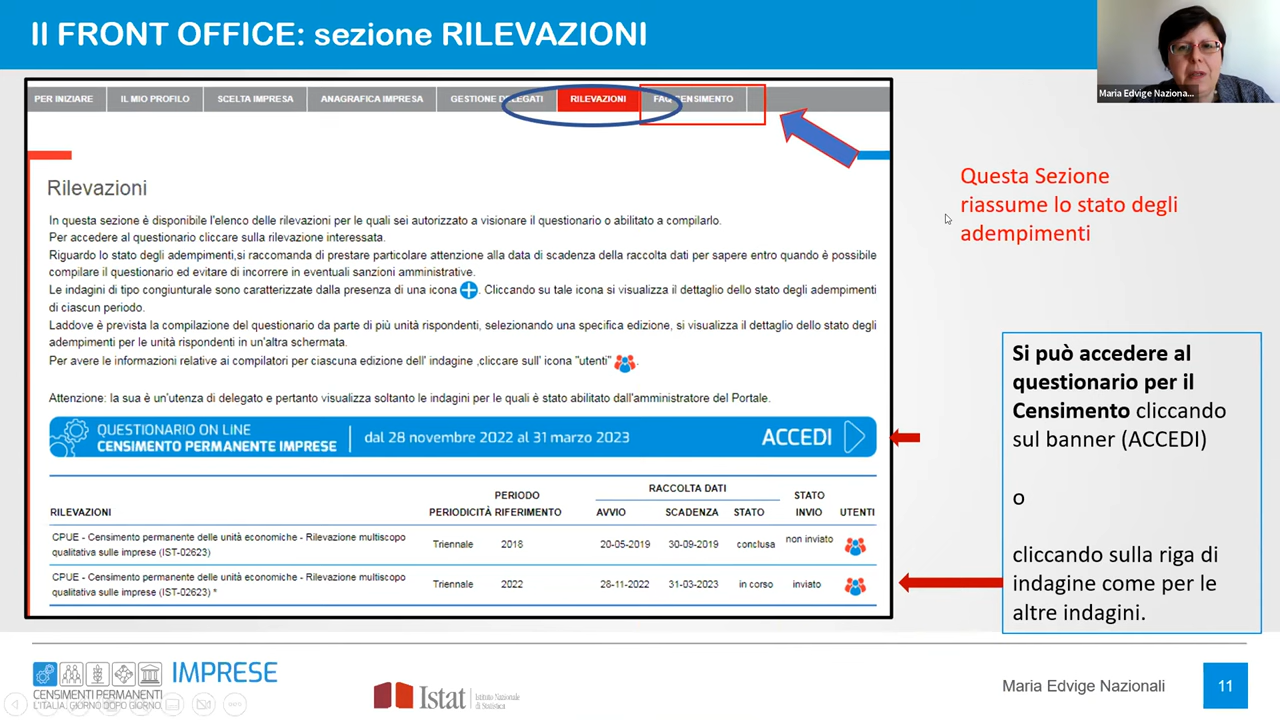 Il FRONT OFFICE: sezione RILEVAZIONI
Maria Edvige Naziona...
PER INIZIARE IL MIO PROFILO SCELTA IMPRESA ANAGRAFICA IMPRESA GESTIONE DELEGATI RILEVAZIONI FAQ CENSIMENTO
Rilevazioni
In questa sezione è disponibile l'elenco delle rilevazioni per le quali sei autorizzato a visionare il questionario o abilitato a compilarlo.
Per accedere al questionario cliccare sulla rilevazione interessata.
Riguardo lo stato degli adempimenti,si raccomanda di prestare particolare attenzione alla data di scadenza della raccolta dati per sapere entro quando è possibile
compilare il questionario ed evitare di incorrere in eventuali sanzioni amministrative.
Le indagini di tipo congiunturale sono caratterizzate dalla presenza di una icona . Cliccando su tale icona si visualizza il dettaglio dello stato degli adempimenti
di ciascun periodo.
Laddove è prevista la compilazione del questionario da parte di più unità rispondenti, selezionando una specifica edizione, si visualizza il dettaglio dello stato degli
adempimenti per le unità rispondenti in un'altra schermata.
Per avere le informazioni relative ai compilatori per ciascuna edizione dell' indagine ,cliccare sull' icona "utenti" .
Attenzione: la sua è un'utenza di delegato e pertanto visualizza soltanto le indagini per le quali è stato abilitato dall'amministratore del Portale.
QUESTIONARIO ON LINE
CENSIMENTO PERMANENTE IMPRESE
dal 28 novembre 2022 al 31 marzo 2023
ACCEDI
RACCOLTA DATI
PERIODO STATO
RILEVAZIONI PERIODICITÀ RIFERIMENTO AVVIO SCADENZA STATO INVIO UTENTI
CPUE - Censimento permanente delle unità economiche - Rilevazione multiscopo
qualitativa sulle imprese (IST-02623)
Triennale 2018 20-05-2019 30-09-2019 conclusa non inviato
CPUE - Censimento permanente delle unità economiche - Rilevazione multiscopo
qualitativa sulle imprese (IST-02623) *
Triennale 2022 28-11-2022 31-03-2023 in corso inviato
Questa Sezione
riassume lo stato degli
adempimenti
Si può accedere al
questionario per il
Censimento cliccando
sul banner (ACCEDI)
o
cliccando sulla riga di
indagine come per le
altre indagini.
IMPRESE
CENSIMENTI PERMANENTI
L'ITALIA, GIORNO DOPO GIORNO.
Istat
Istituto Nazionale
di Statistica
Maria Edvige Nazionali
11